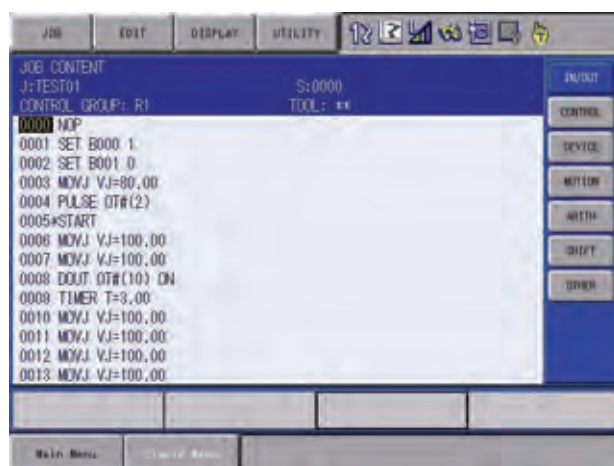 JOB EDIT DISPLAY UTILITY
JOB CONTENT
J:TEST01 S:0000
CONTROL GROUP: R1 TOOL: **
0000 NOP
0001 SET B000 1
0002 SET B001 0
0003 MOVJ VJ=80.00
0004 PULSE OT#(2)
0005*START
0006 MOVJ VJ=100.00
0007 MOVJ VJ=100.00
0008 DOUT OT#(10) ON
0009 TIMER T=3.00
0010 MOVJ VJ=100.00
0011 MOVJ VJ=100.00
0012 MOVJ VJ=100.00
0013 MOVJ VJ=100.00
IN/OUT
CONTROL
DEVICE
MOTION
ARITH
SHIFT
OTHER
Main Menu Simple Menu